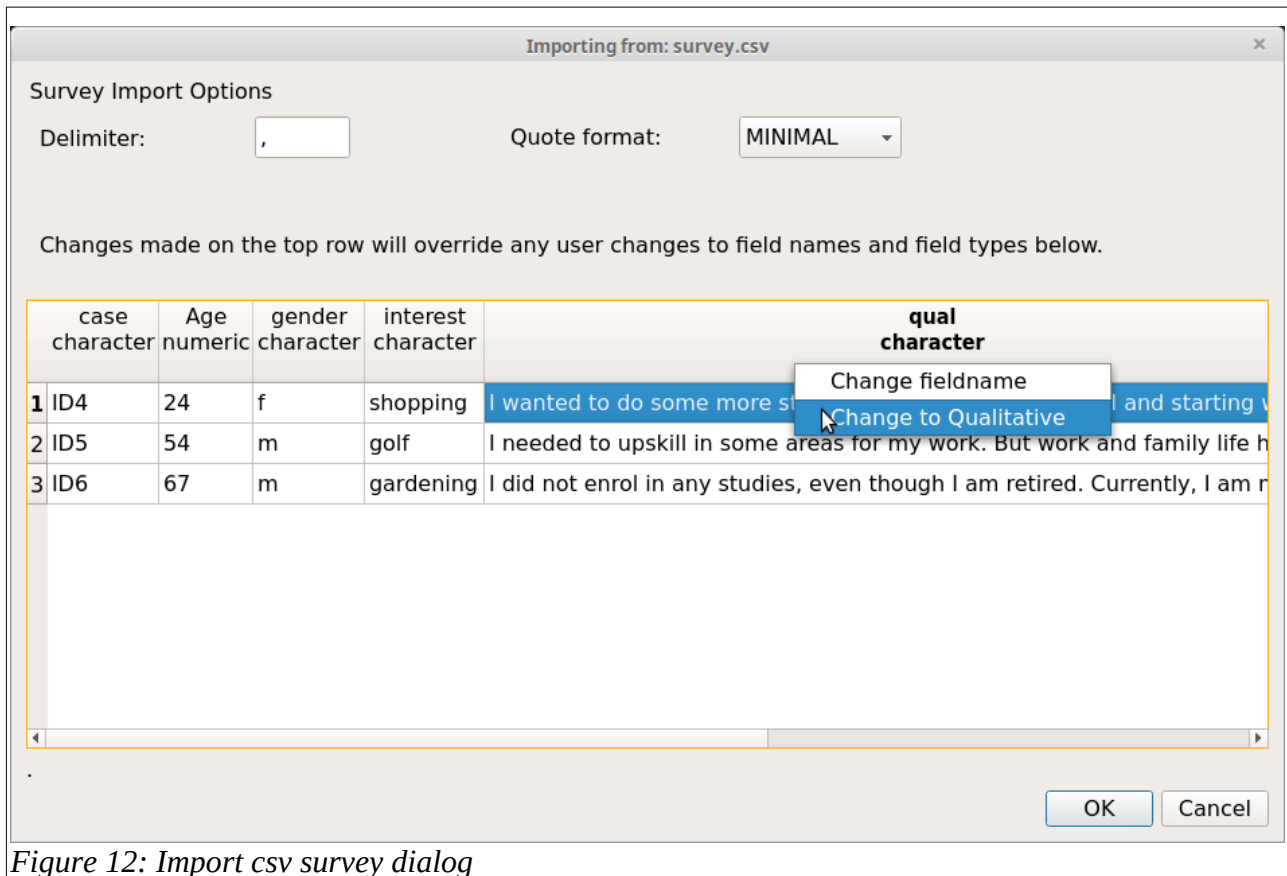 Importing from: survey.csv ×
Survey Import Options
Delimiter: , Quote format: MINIMAL
Changes made on the top row will override any user changes to field names and field types below.
case Age gender interest qual
character numeric character character character
Change fieldname
1 ID4 24 f shopping I wanted to do some more and starting
Change to Qualitative
2 ID5 54 m golf I needed to upskill in some areas for my work. But work and family life
3 ID6 67 m gardening I did not enrol in any studies, even though I am retired. Currently, I am
.
OK Cancel
Figure 12: Import csv survey dialog